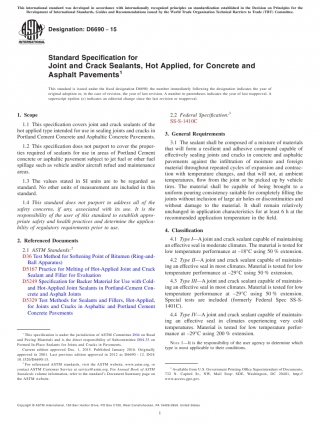 This international standard was developed in accordance with internationally recognized principles on standardization established in the Decision on Principles for the
Development of International Standards, Guides and Recommendations issued by the World Trade Organization Technical Barriers to Trade (TBT) Committee.
Designation: D6690 − 15
Standard Specification for
Joint and Crack Sealants, Hot Applied, for Concrete and
Asphalt Pavements¹
This standard is issued under the fixed designation D6690; the number immediately following the designation indicates the year of
original adoption or, in the case of revision, the year of last revision. A number in parentheses indicates the year of last reapproval. A
superscript epsilon (ε) indicates an editorial change since the last revision or reapproval.
1. Scope
1.1 This specification covers joint and crack sealants of the
hot applied type intended for use in sealing joints and cracks in
Portland Cement Concrete and Asphaltic Concrete Pavements.
1.2 This specification does not purport to cover the proper-
ties required of sealants for use in areas of Portland Cement
concrete or asphaltic pavement subject to jet fuel or other fuel
spillage such as vehicle and/or aircraft refuel and maintenance
areas.
1.3 The values stated in SI units are to be regarded as
standard. No other units of measurement are included in this
standard.
1.4 This standard does not purport to address all of the
safety concerns, if any, associated with its use. It is the
responsibility of the user of this standard to establish appro-
priate safety and health practices and determine the applica-
bility of regulatory requirements prior to use.
2. Referenced Documents
2.1 ASTM Standards:²
D36 Test Method for Softening Point of Bitumen (Ring-and-
Ball Apparatus)
D5167 Practice for Melting of Hot-Applied Joint and Crack
Sealant and Filler for Evaluation
D5249 Specification for Backer Material for Use with Cold-
and Hot-Applied Joint Sealants in Portland-Cement Con-
crete and Asphalt Joints
D5329 Test Methods for Sealants and Fillers, Hot-Applied,
for Joints and Cracks in Asphaltic and Portland Cement
Concrete Pavements
¹ This specification is under the jurisdiction of ASTM Committee D04 on Road
and Paving Materials and is the direct responsibility of Subcommittee D04.33 on
Formed In-Place Sealants for Joints and Cracks in Pavements.
Current edition approved Dec. 1, 2015. Published January 2016. Originally
approved in 2001. Last previous edition approved in 2012 as D6690 – 12. DOI:
10.1520/D6690-15.
² For referenced ASTM standards, visit the ASTM website, www.astm.org, or
contact ASTM Customer Service at service@astm.org. For Annual Book of ASTM
Standards volume information, refer to the standard's Document Summary page on
the ASTM website.
2.2 Federal Specification:³
SS-S-1410C
3. General Requirements
3.1 The sealant shall be composed of a mixture of materials
that will form a resilient and adhesive compound capable of
effectively sealing joints and cracks in concrete and asphaltic
pavements against the infiltration of moisture and foreign
material throughout repeated cycles of expansion and contrac-
tion with temperature changes, and that will not, at ambient
temperatures, flow from the joint or be picked up by vehicle
tires. The material shall be capable of being brought to a
uniform pouring consistency suitable for completely filling the
joints without inclusion of large air holes or discontinuities and
without damage to the material. It shall remain relatively
unchanged in application characteristics for at least 6 h at the
recommended application temperature in the field.
4. Classification
4.1 Type I—A joint and crack sealant capable of maintaining
an effective seal in moderate climates. The material is tested for
low temperature performance at −18°C using 50 % extension.
4.2 Type II—A joint and crack sealant capable of maintain-
ing an effective seal in most climates. Material is tested for low
temperature performance at −29°C using 50 % extension.
4.3 Type III—A joint and crack sealant capable of maintain-
ing an effective seal in most climates. Material is tested for low
temperature performance at −29°C using 50 % extension.
Special tests are included (formerly Federal Spec SS-S-
1401C).
4.4 Type IV—A joint and crack sealant capable of maintain-
ing an effective seal in climates experiencing very cold
temperatures. Material is tested for low temperature perfor-
mance at −29°C using 200 % extension.
NOTE 1—It is the responsibility of the user agency to determine which
type is most applicable to their conditions.
³ Available from U.S. Government Printing Office Superintendent of Documents,
732 N. Capitol St., NW, Mail Stop: SDE, Washington, DC 20401, http://
www.access.gpo.gov.
Copyright © ASTM International, 100 Barr Harbor Drive, PO Box C700, West Conshohocken, PA 19428-2959. United States
1